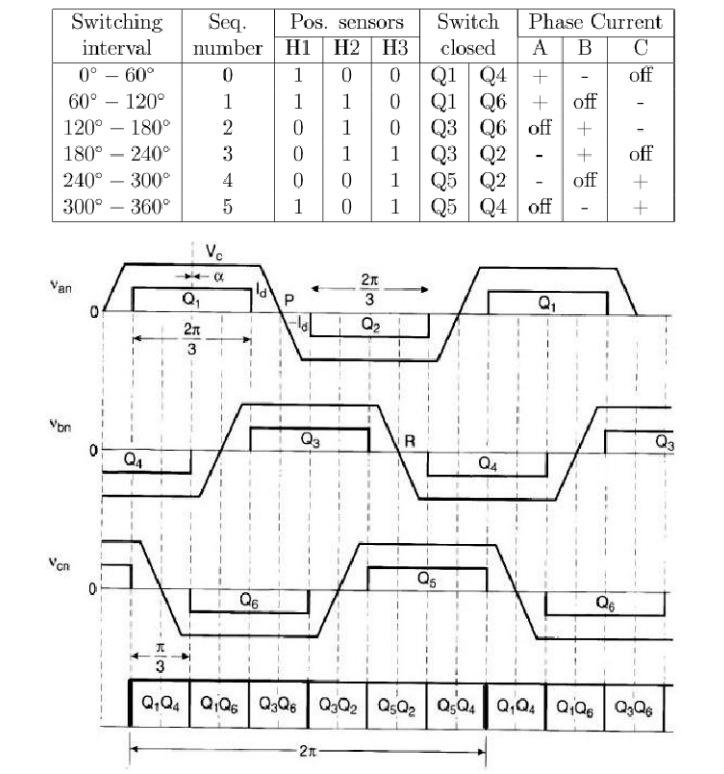 Switching Seq. Pos. sensors Switch Phase Current
interval number H1 H2 H3 closed A B C
0° – 60° 0 1 0 0 Q1 Q4 + - off
60° – 120° 1 1 1 0 Q1 Q6 + off -
120° – 180° 2 0 1 0 Q3 Q6 off + -
180° – 240° 3 0 1 1 Q3 Q2 - + off
240° – 300° 4 0 0 1 Q5 Q2 - off +
300° – 360° 5 1 0 1 Q5 Q4 off - +
Vc
van α Id P 2π/3
0 Q1 -Id Q2 Q1
2π/3
vbn
0 Q4 Q3 R Q4 Q3
vcn
0 Q6 Q5 Q6
π/3
Q1Q4 Q1Q6 Q3Q6 Q3Q2 Q5Q2 Q5Q4 Q1Q4 Q1Q6 Q3Q6
2π